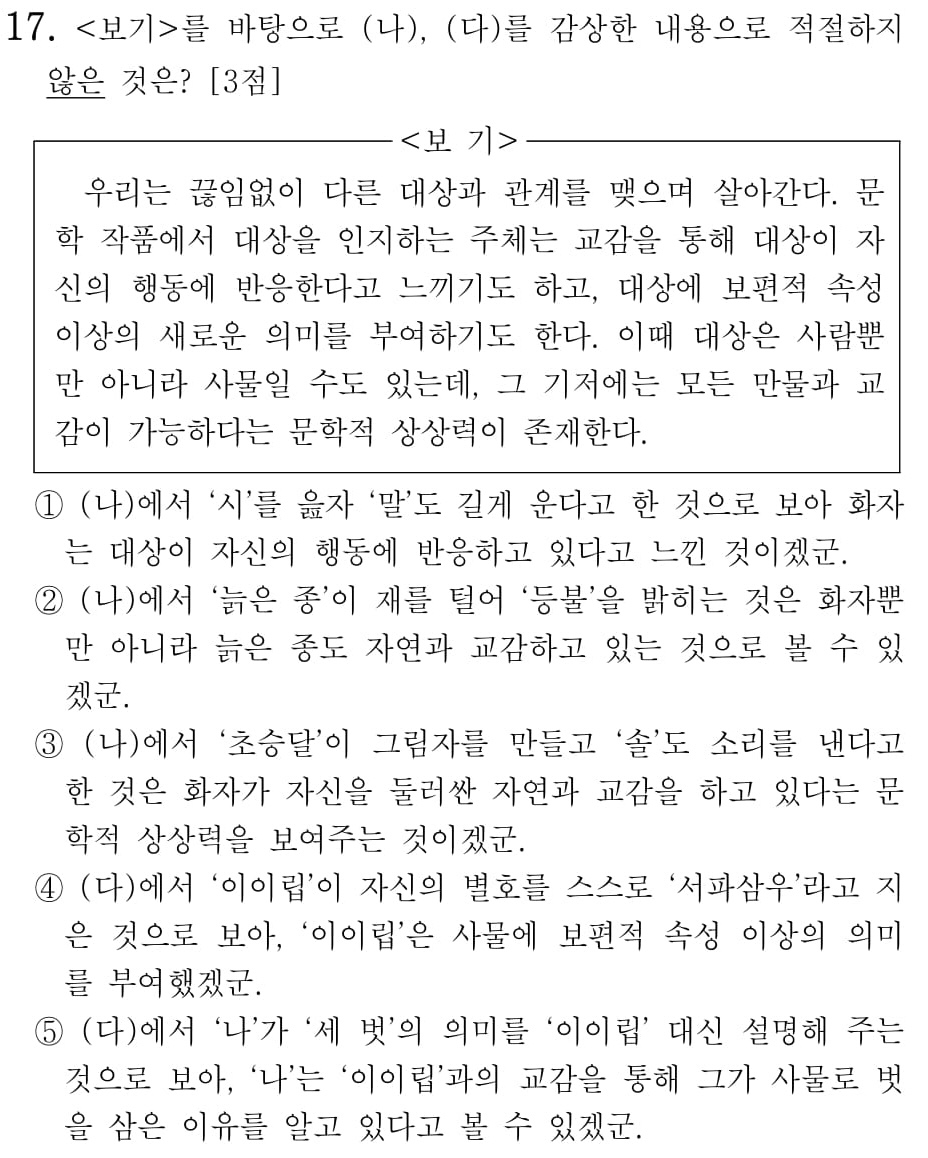 17. <보기>를 바탕으로 (나), (다)를 감상한 내용으로 적절하지
않은 것은? [3점]
<보 기>
우리는 끊임없이 다른 대상과 관계를 맺으며 살아간다. 문
학 작품에서 대상을 인지하는 주체는 교감을 통해 대상이 자
신의 행동에 반응한다고 느끼기도 하고, 대상에 보편적 속성
이상의 새로운 의미를 부여하기도 한다. 이때 대상은 사람뿐
만 아니라 사물일 수도 있는데, 그 기저에는 모든 만물과 교
감이 가능하다는 문학적 상상력이 존재한다.
① (나)에서 ‘시’를 읊자 ‘말’도 길게 운다고 한 것으로 보아 화자
는 대상이 자신의 행동에 반응하고 있다고 느낀 것이겠군.
② (나)에서 ‘늙은 종’이 재를 털어 ‘등불’을 밝히는 것은 화자뿐
만 아니라 늙은 종도 자연과 교감하고 있는 것으로 볼 수 있
겠군.
③ (나)에서 ‘초승달’이 그림자를 만들고 ‘솔’도 소리를 낸다고
한 것은 화자가 자신을 둘러싼 자연과 교감을 하고 있다는 문
학적 상상력을 보여주는 것이겠군.
④ (다)에서 ‘이이립’이 자신의 별호를 스스로 ‘서파삼우’라고 지
은 것으로 보아, ‘이이립’은 사물에 보편적 속성 이상의 의미
를 부여했겠군.
⑤ (다)에서 ‘나’가 ‘세 벗’의 의미를 ‘이이립’ 대신 설명해 주는
것으로 보아, ‘나’는 ‘이이립’과의 교감을 통해 그가 사물로 벗
을 삼은 이유를 알고 있다고 볼 수 있겠군.